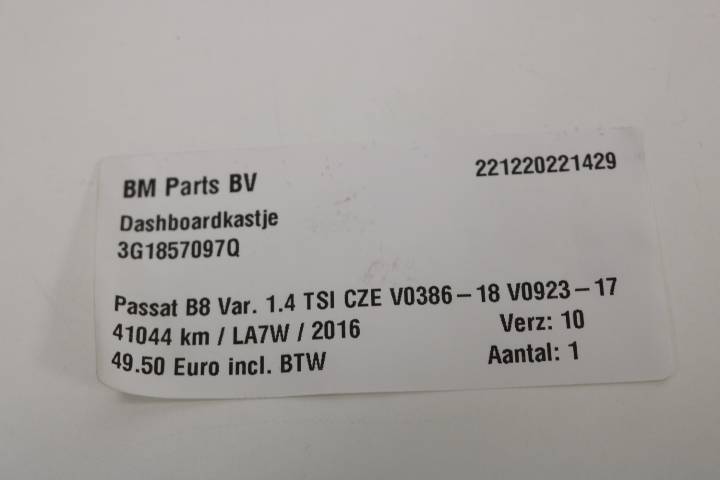 BM Parts BV 221220221429
Dashboardkastje
3G1857097Q
Passat B8 Var. 1.4 TSI CZE V0386-18 V0923-17
41044 km / LA7W / 2016 Verz: 10
49.50 Euro incl. BTW Aantal: 1